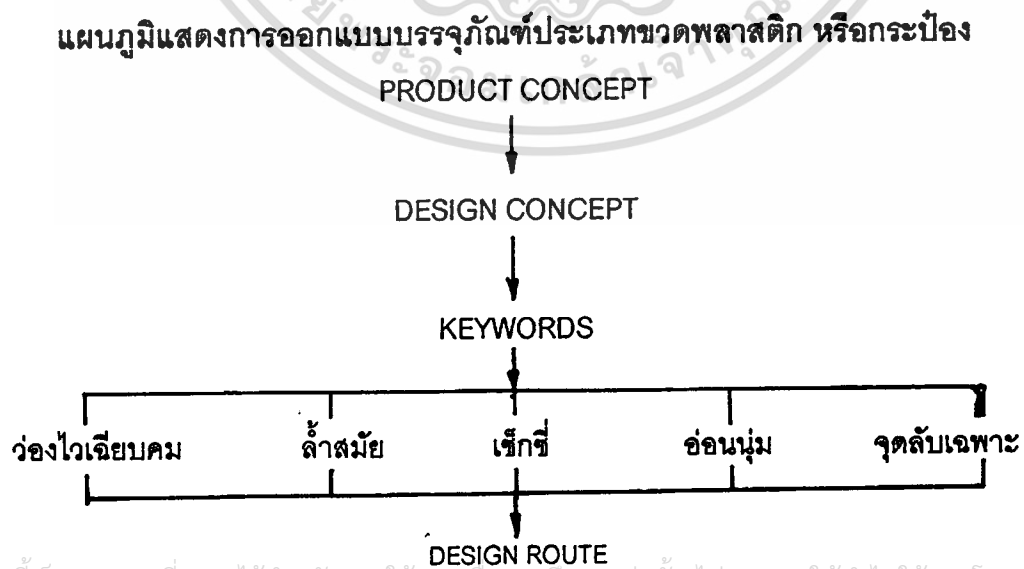 แผนภูมิแสดงการออกแบบบรรจุภัณฑ์ประเภทขวดพลาสติก หรือกระป๋อง
PRODUCT CONCEPT
DESIGN CONCEPT
KEYWORDS
ว่องไวเฉียบคม ล้ำสมัย เซ็กซี่ อ่อนนุ่ม จุดลับเฉพาะ
DESIGN ROUTE